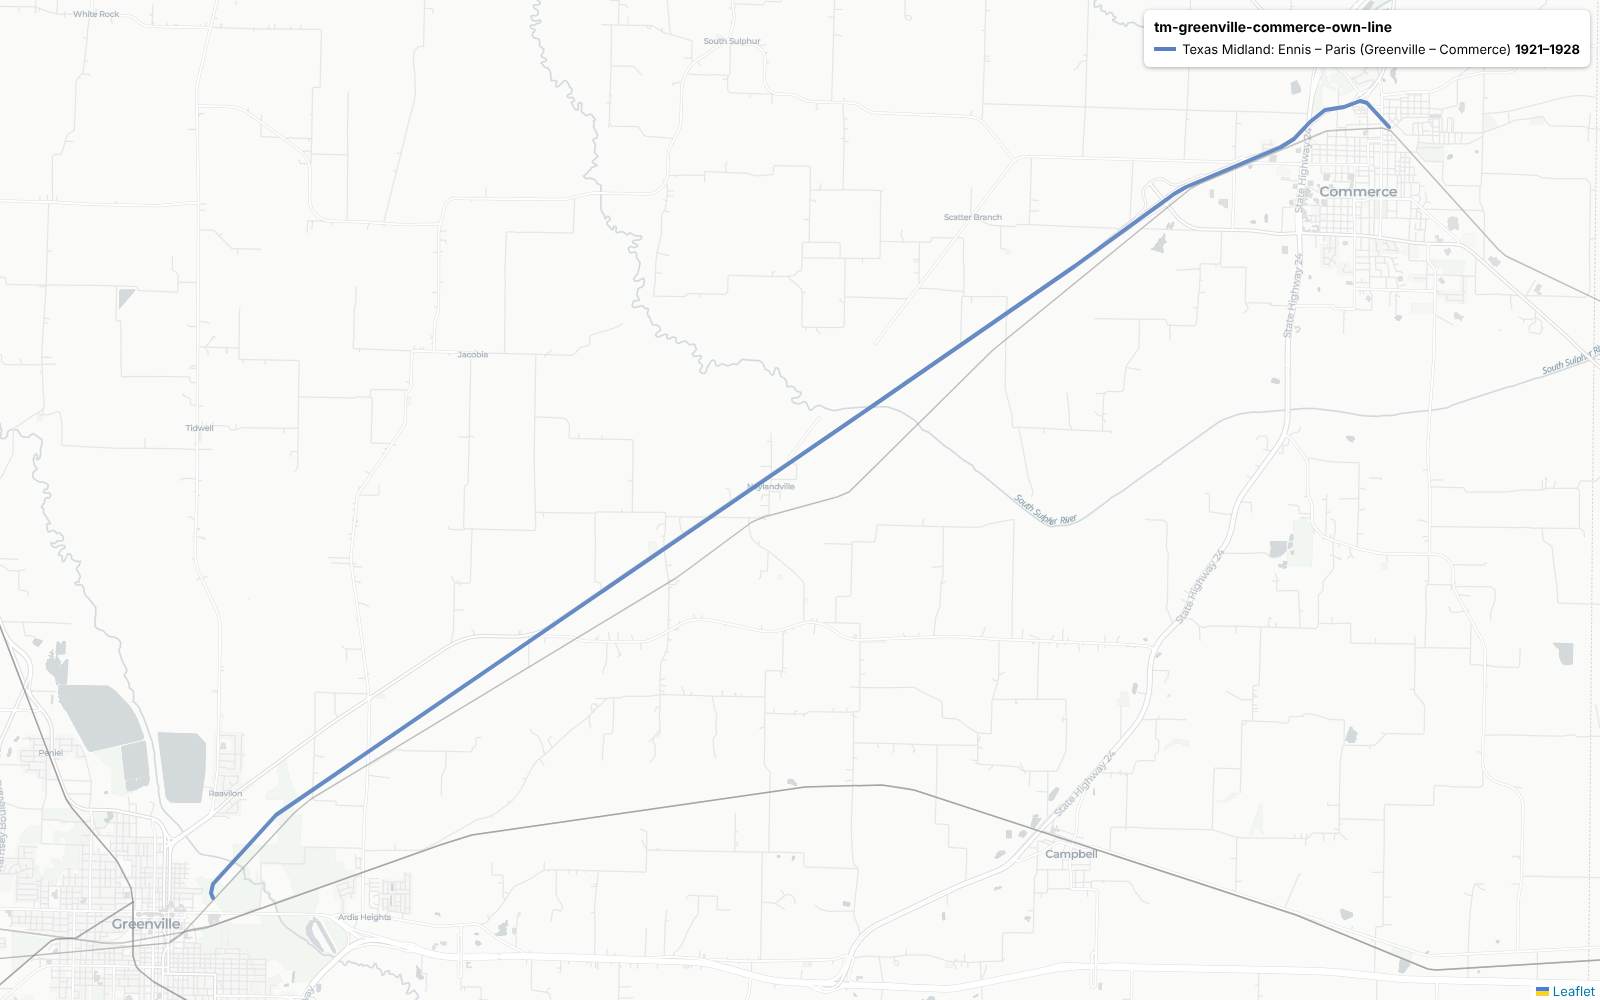 tm-greenville-commerce-own-line
Texas Midland: Ennis – Paris (Greenville – Commerce) 1921–1928
White Rock
South Sulphur
State Highway 24
Commerce
Scatter Branch
State Highway 24
Jacobia
South Sulphur
Tidwell
Neylandville
South Sulphur River
State Highway 24
Peniel
Reavilon
State Highway 24
Campbell
Ardis Heights
Greenville
Leaflet